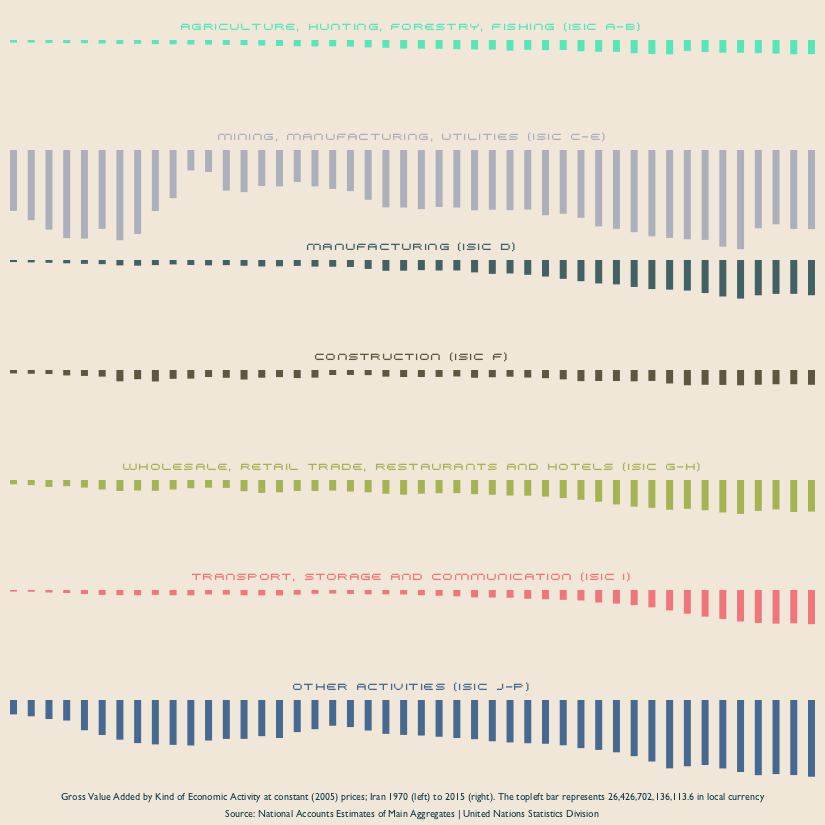 AGRICULTURE, HUNTING, FORESTRY, FISHING (ISIC A-B)
MINING, MANUFACTURING, UTILITIES (ISIC C-E)
MANUFACTURING (ISIC D)
CONSTRUCTION (ISIC F)
WHOLESALE, RETAIL TRADE, RESTAURANTS AND HOTELS (ISIC G-H)
TRANSPORT, STORAGE AND COMMUNICATION (ISIC I)
OTHER ACTIVITIES (ISIC J-P)
Gross Value Added by Kind of Economic Activity at constant (2005) prices; Iran 1970 (left) to 2015 (right). The topleft bar represents 26,426,702,136,113.6 in local currency
Source: National Accounts Estimates of Main Aggregates | United Nations Statistics Division